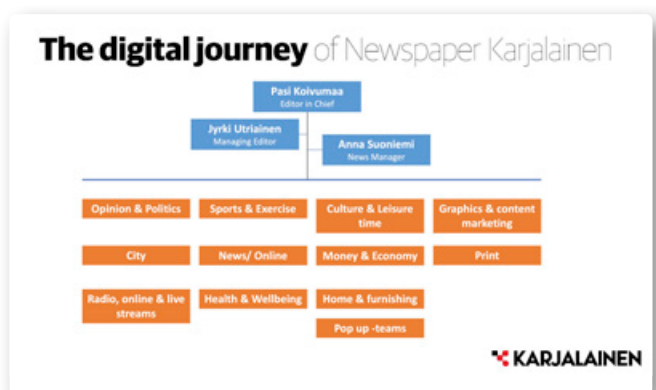 The digital journey of Newspaper Karjalainen
Pasi Koivumaa
Editor in Chief
Jyrki Utriainen
Managing Editor
Anna Suoniemi
News Manager
Opinion & Politics
Sports & Exercise
Culture & Leisure
time
Graphics & content
marketing
City
News/ Online
Money & Economy
Print
Radio, online & live
streams
Health & Wellbeing
Home & furnishing
Pop up -teams
KARJALAINEN